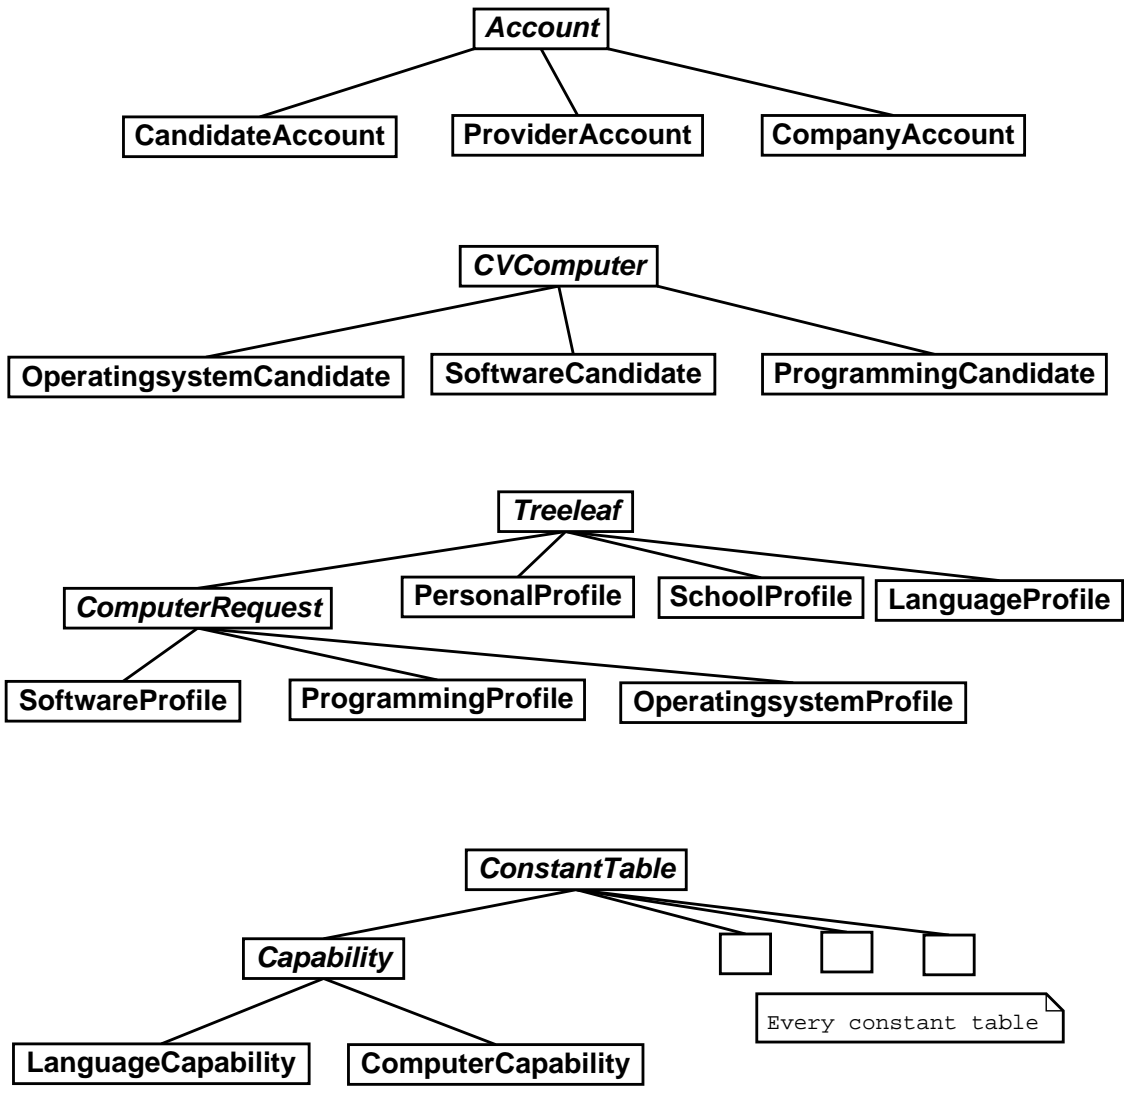 Account
CandidateAccount
ProviderAccount
CompanyAccount
CVComputer
OperatingsystemCandidate
SoftwareCandidate
ProgrammingCandidate
Treeleaf
ComputerRequest
PersonalProfile
SchoolProfile
LanguageProfile
SoftwareProfile
ProgrammingProfile
OperatingsystemProfile
ConstantTable
Capability
Every constant table
LanguageCapability
ComputerCapability